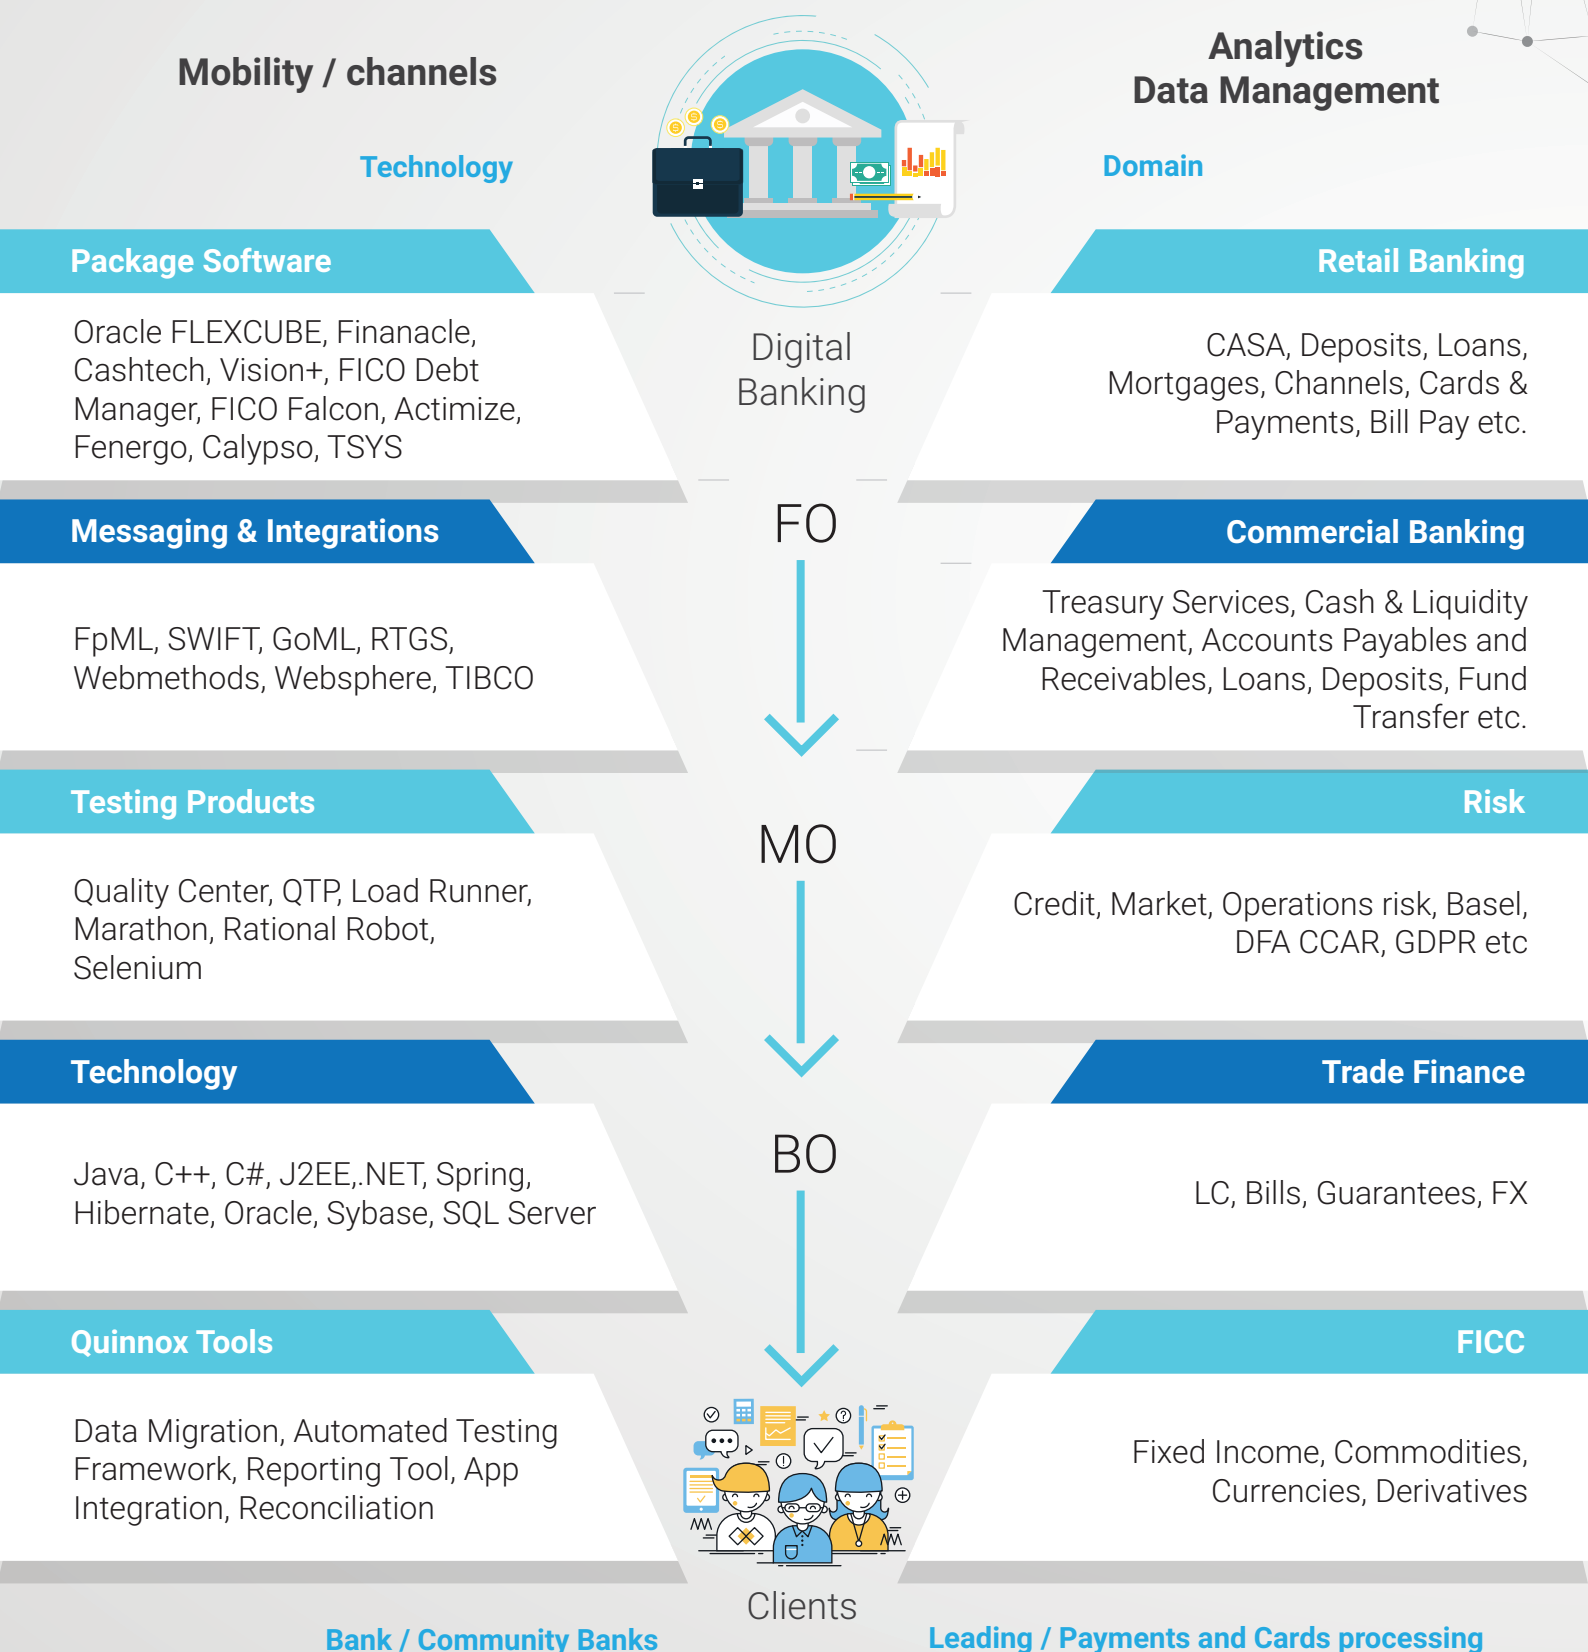 Mobility / channels
Analytics
Data Management
Technology
Domain
Package Software
Oracle FLEXCUBE, Finanacle,
Cashtech, Vision+, FICO Debt
Manager, FICO Falcon, Actimize,
Fenergo, Calypso, TSYS
Digital
Banking
Retail Banking
CASA, Deposits, Loans,
Mortgages, Channels, Cards &
Payments, Bill Pay etc.
FO
Messaging & Integrations
FpML, SWIFT, GoML, RTGS,
Webmethods, Websphere, TIBCO
Commercial Banking
Treasury Services, Cash & Liquidity
Management, Accounts Payables and
Receivables, Loans, Deposits, Fund
Transfer etc.
Testing Products
Quality Center, QTP, Load Runner,
Marathon, Rational Robot,
Selenium
MO
Risk
Credit, Market, Operations risk, Basel,
DFA CCAR, GDPR etc
Technology
Java, C++, C#, J2EE,.NET, Spring,
Hibernate, Oracle, Sybase, SQL Server
BO
Trade Finance
LC, Bills, Guarantees, FX
Quinnox Tools
Data Migration, Automated Testing
Framework, Reporting Tool, App
Integration, Reconciliation
FICC
Fixed Income, Commodities,
Currencies, Derivatives
Clients
Bank / Community Banks
Leading / Payments and Cards processing